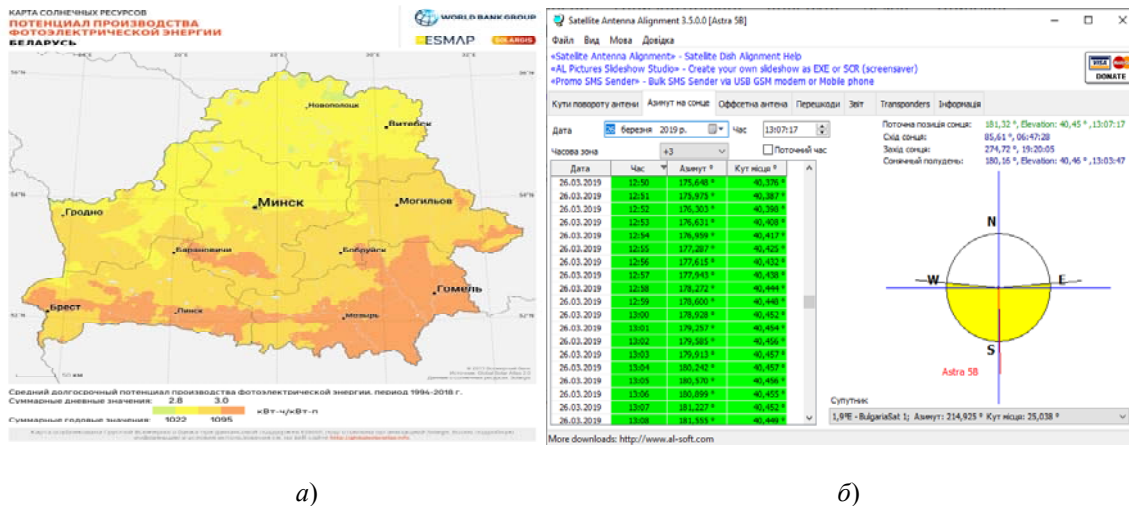 КАРТА СОЛНЕЧНЫХ РЕСУРСОВ
ПОТЕНЦИАЛ ПРОИЗВОДСТВА
ФОТОЭЛЕКТРИЧЕСКОЙ ЭНЕРГИИ
БЕЛАРУСЬ
WORLD BANK GROUP
ESMAP SOLARGIS
Новополоцк
Витебск
Минск
Могильов
Гродно
Барановичи
Бобруйск
Гомель
Брест
Пинск
Мозырь
50 км
Средний долгосрочный потенциал производства фотоэлектрической энергии, период 1994-2018 г.
Суммарные дневные значения: 2.8 3.0
кВт-ч/кВт-п
Суммарные годовые значения: 1022 1095
а)
Satellite Antenna Alignment 3.5.0.0 [Astra 5B]
Файл Вид Мова Довідка
«Satellite Antenna Alignment» - Satellite Dish Alignment Help
«AL Pictures Slideshow Studio» - Create your own slideshow as EXE or SCR (screensaver)
«Promo SMS Sender» - Bulk SMS Sender via USB GSM modem or Mobile phone
VISA
DONATE
Кути повороту антени Азимут на сонце Оффсетна антена Перешкоди Звіт Transponders Інформація
Дата 26 березня 2019 р. Час 13:07:17
Часова зона +3 Поточний час
Поточна позиція сонця: 181,32 °, Elevation: 40,45 ° ,13:07:17
Схід сонця: 85,61 °, 06:47:28
Захід сонця: 274,72 °, 19:20:05
Сонячный полудень: 180,16 °, Elevation: 40,46 ° ,13:03:47
Дата Час Азимут ° Кут місця °
26.03.2019 12:50 175,648 ° 40,376 °
26.03.2019 12:51 175,975 ° 40,387 °
26.03.2019 12:52 176,303 ° 40,398 °
26.03.2019 12:53 176,631 ° 40,408 °
26.03.2019 12:54 176,959 ° 40,417 °
26.03.2019 12:55 177,287 ° 40,425 °
26.03.2019 12:56 177,615 ° 40,432 °
26.03.2019 12:57 177,943 ° 40,438 °
26.03.2019 12:58 178,272 ° 40,444 °
26.03.2019 12:59 178,600 ° 40,448 °
26.03.2019 13:00 178,928 ° 40,452 °
26.03.2019 13:01 179,257 ° 40,454 °
26.03.2019 13:02 179,585 ° 40,456 °
26.03.2019 13:03 179,913 ° 40,457 °
26.03.2019 13:04 180,242 ° 40,457 °
26.03.2019 13:05 180,570 ° 40,456 °
26.03.2019 13:06 180,899 ° 40,455 °
26.03.2019 13:07 181,227 ° 40,452 °
26.03.2019 13:08 181,555 ° 40,449 °
N
W E
S
Astra 5B
Супутник
1,9°E - BulgariaSat 1; Азимут: 214,925 ° Кут місця: 25,038 °
More downloads: http://www.al-soft.com
б)